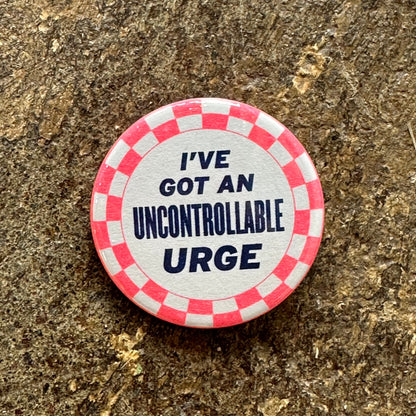 I'VE
GOT AN
UNCONTROLLABLE
URGE